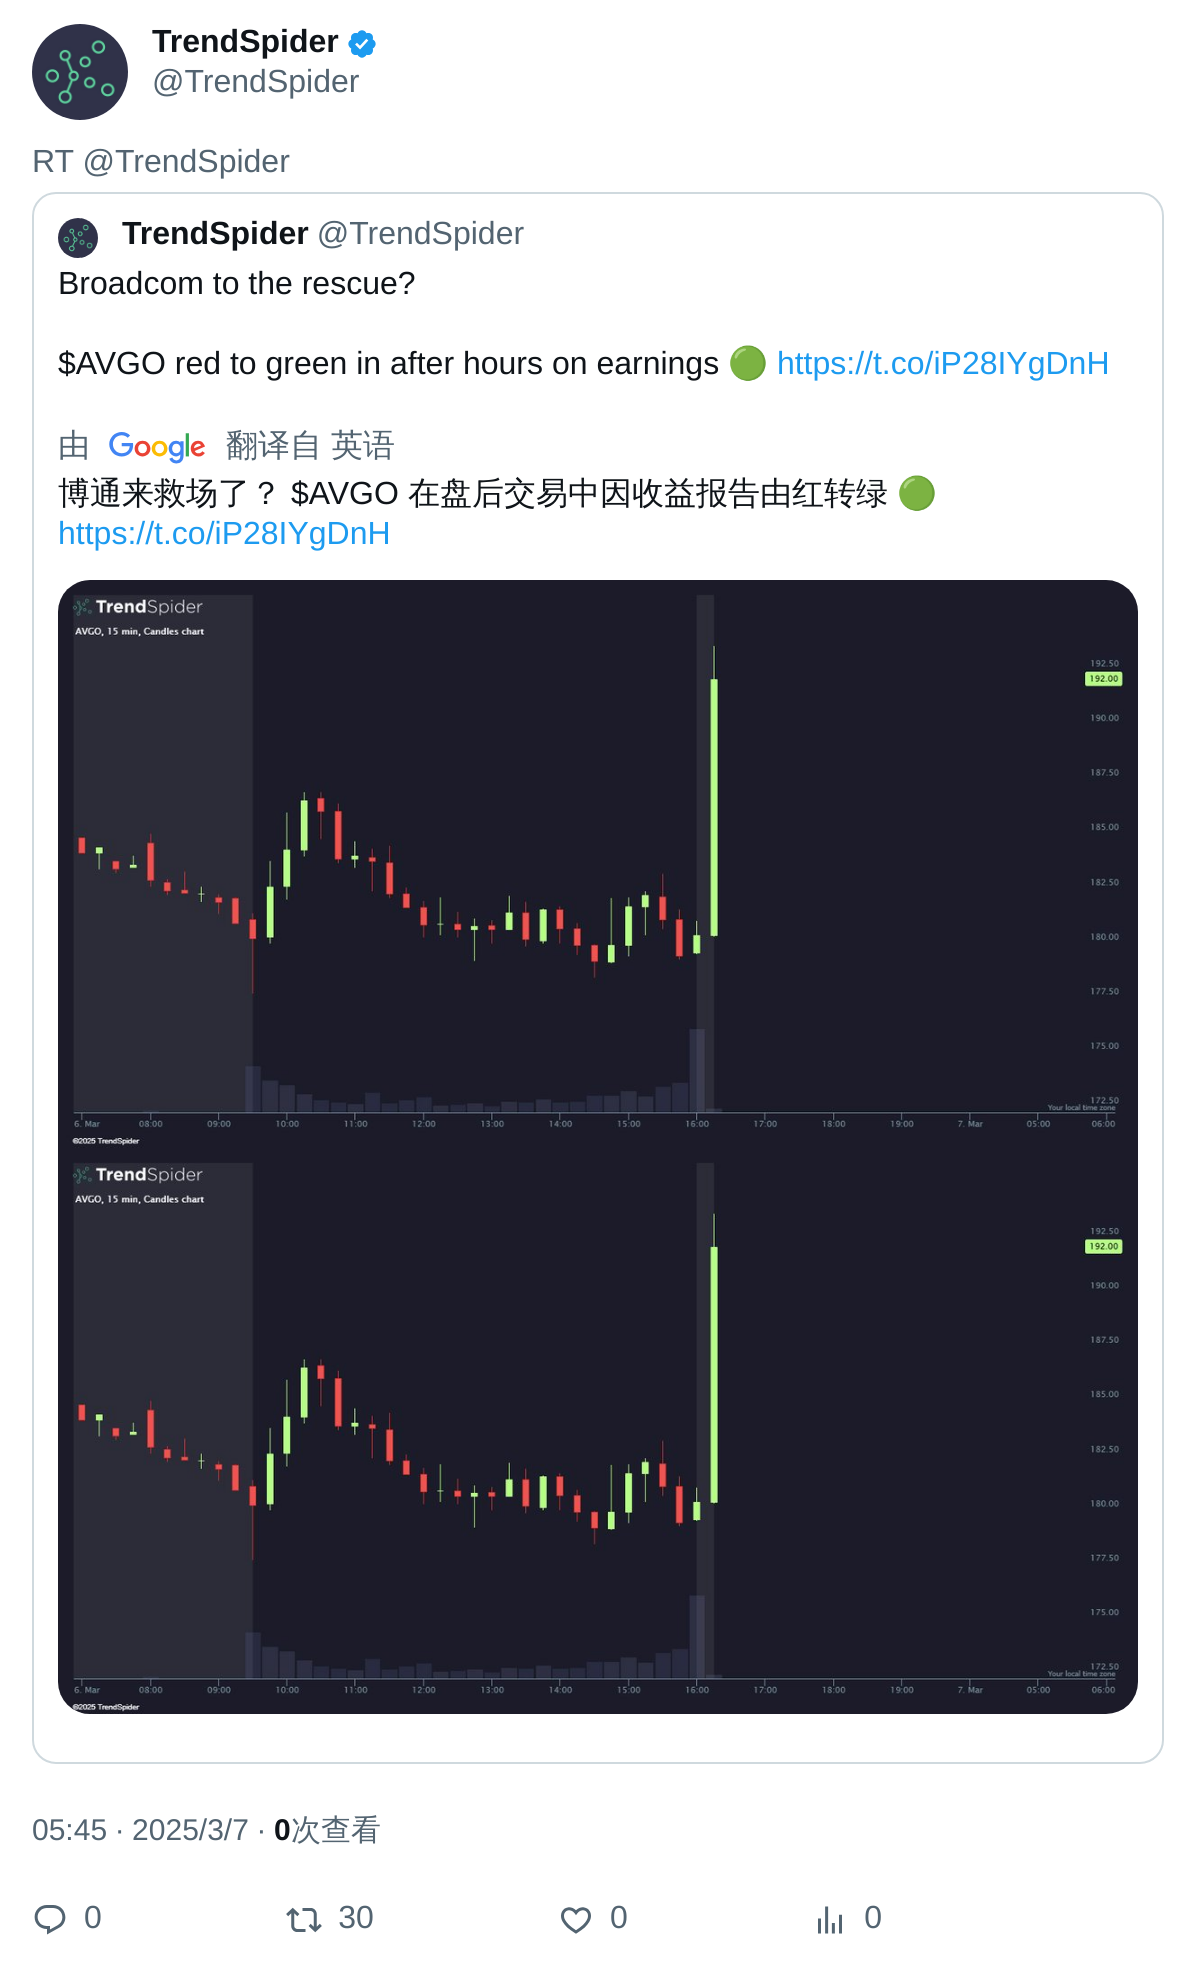 TrendSpider
@TrendSpider
RT @TrendSpider
TrendSpider @TrendSpider
Broadcom to the rescue?
$AVGO red to green in after hours on earnings 🟢 https://t.co/iP28IYgDnH
由 Google 翻译自 英语
博通来救场了？ $AVGO 在盘后交易中因收益报告由红转绿 🟢
https://t.co/iP28IYgDnH
TrendSpider
AVGO, 15 min, Candles chart
192.50
192.00
190.00
187.50
185.00
182.50
180.00
177.50
175.00
172.50
Your local time zone
6. Mar 08:00 09:00 10:00 11:00 12:00 13:00 14:00 15:00 16:00 17:00 18:00 19:00 7. Mar 05:00 06:00
©2025 TrendSpider
TrendSpider
AVGO, 15 min, Candles chart
192.50
192.00
190.00
187.50
185.00
182.50
180.00
177.50
175.00
172.50
Your local time zone
6. Mar 08:00 09:00 10:00 11:00 12:00 13:00 14:00 15:00 16:00 17:00 18:00 19:00 7. Mar 05:00 06:00
©2025 TrendSpider
05:45 · 2025/3/7 · 0次查看
0 30 0 0